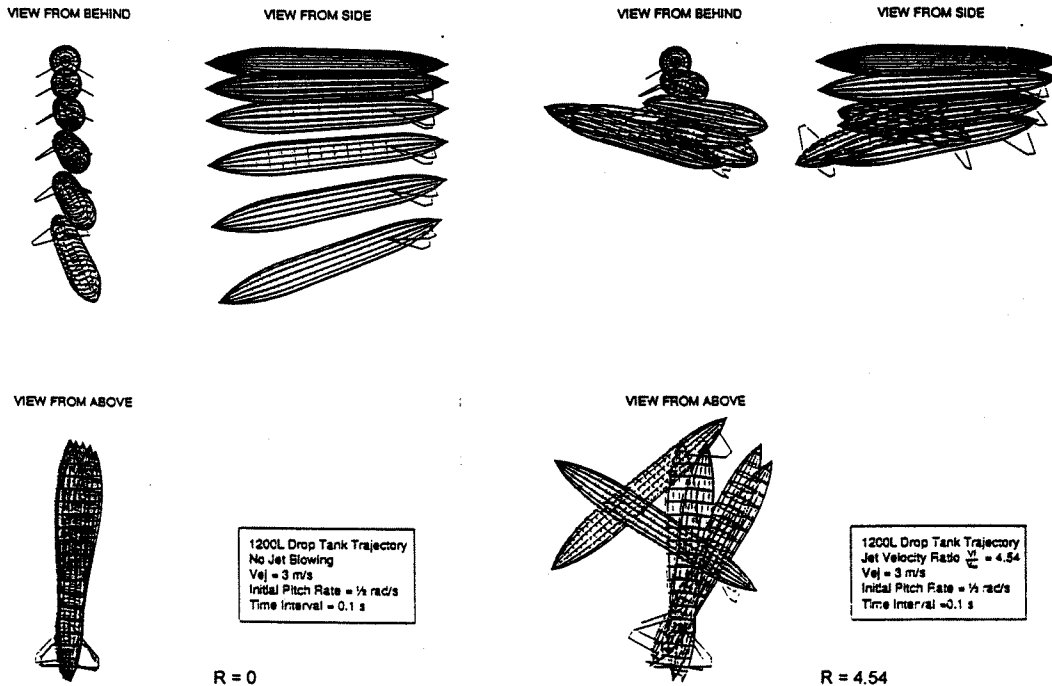 VIEW FROM BEHIND
VIEW FROM SIDE
VIEW FROM BEHIND
VIEW FROM SIDE
VIEW FROM ABOVE
1200L Drop Tank Trajectory
No Jet Blowing
Vej = 3 m/s
Initial Pitch Rate = ½ rad/s
Time Interval = 0.1 s
R = 0
VIEW FROM ABOVE
1200L Drop Tank Trajectory
Jet Velocity Ratio = 4.54
Vej = 3 m/s
Initial Pitch Rate = ½ rad/s
Time Interval =0.1 s
R = 4.54